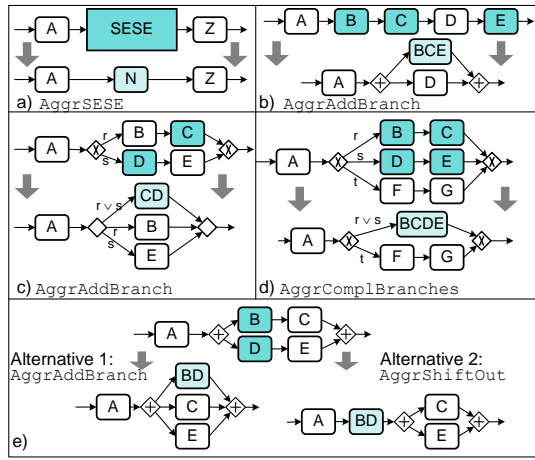 A SESE Z
A N Z
a) AggrSESE
A B C D E
BCE
A + D +
b) AggrAddBranch
r B C
A X X
s D E
CD
r ∨ s
A r B
s E
c) AggrAddBranch
r B C
A X s D E X
t F G
r ∨ s BCDE
A X X
t F G
d) AggrComplBranches
B C
A + +
D E
Alternative 1:
AggrAddBranch
Alternative 2:
AggrShiftOut
BD
A + C +
E
C
A BD + +
E
e)